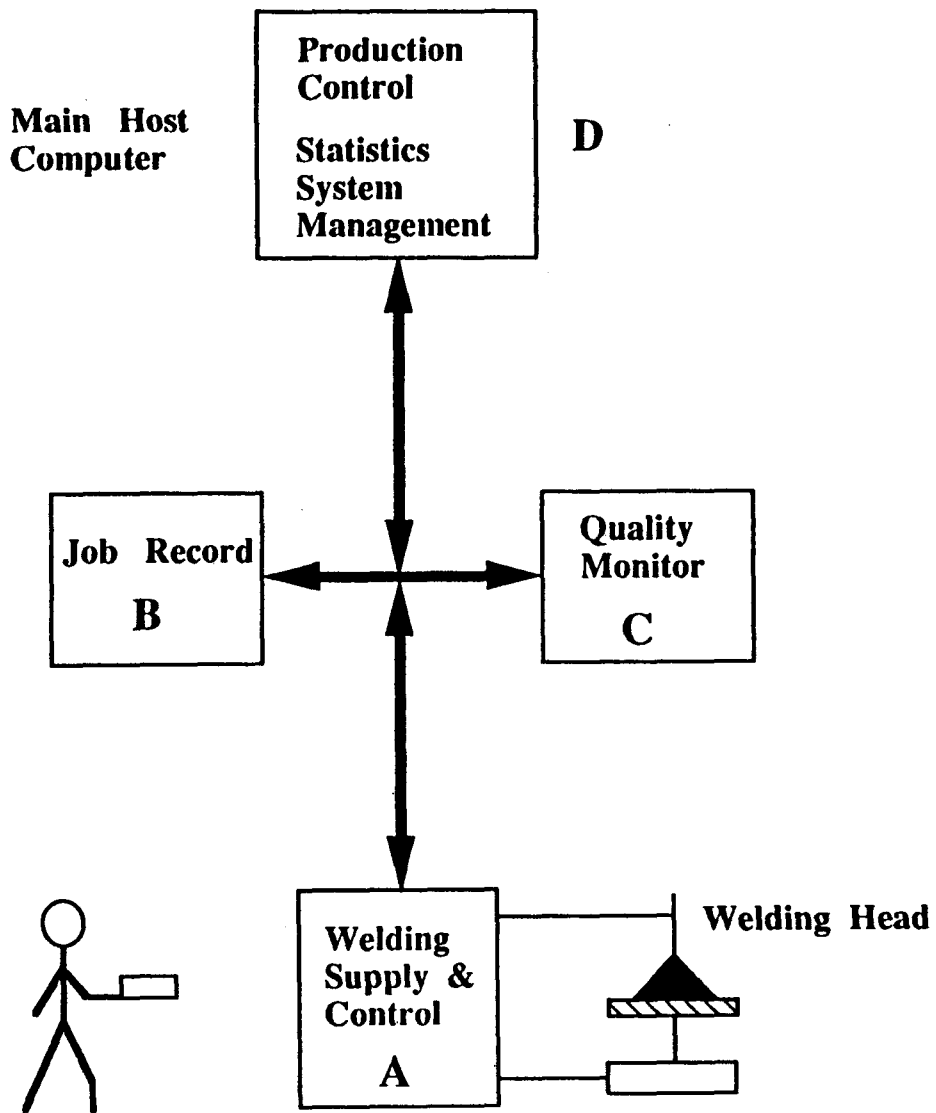 Production
Control
Statistics
System
Management
Main Host
Computer
D
Job Record
B
Quality
Monitor
C
Welding
Supply &
Control
A
Welding Head